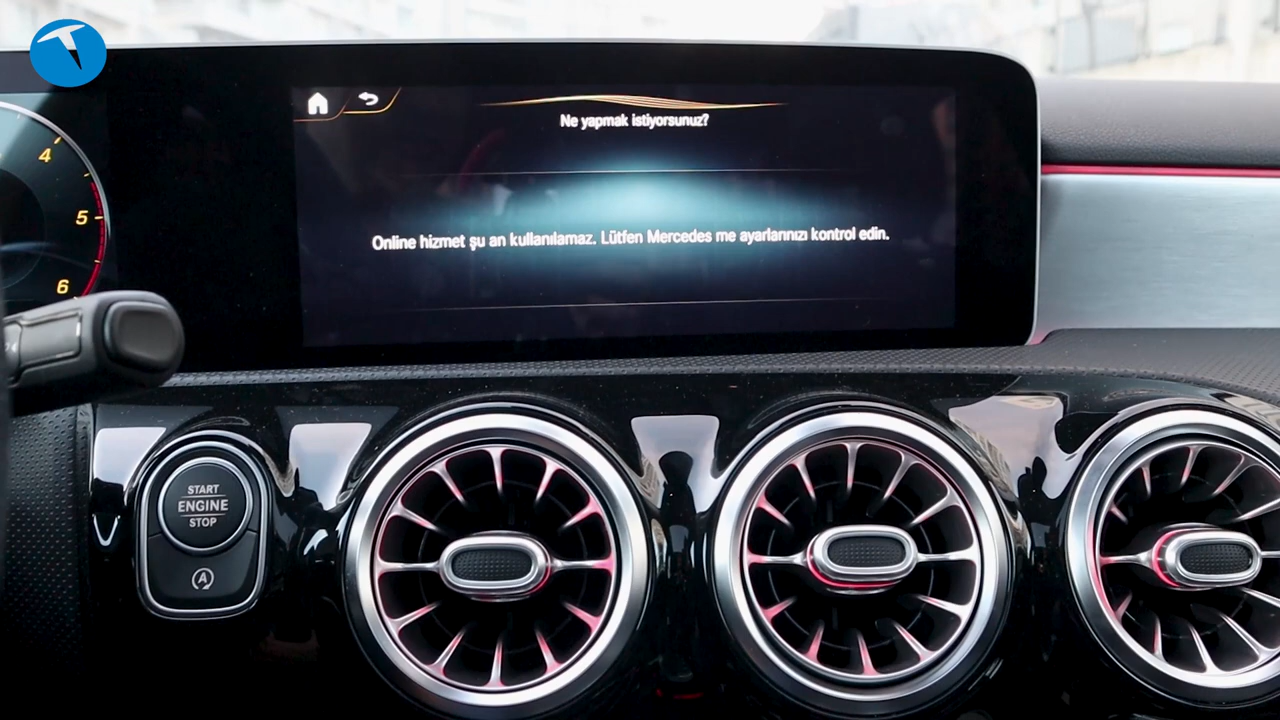 Ne yapmak istiyorsunuz?
4
5
6
Online hizmet şu an kullanılamaz. Lütfen Mercedes me ayarlarınızı kontrol edin.
START
ENGINE
STOP
A